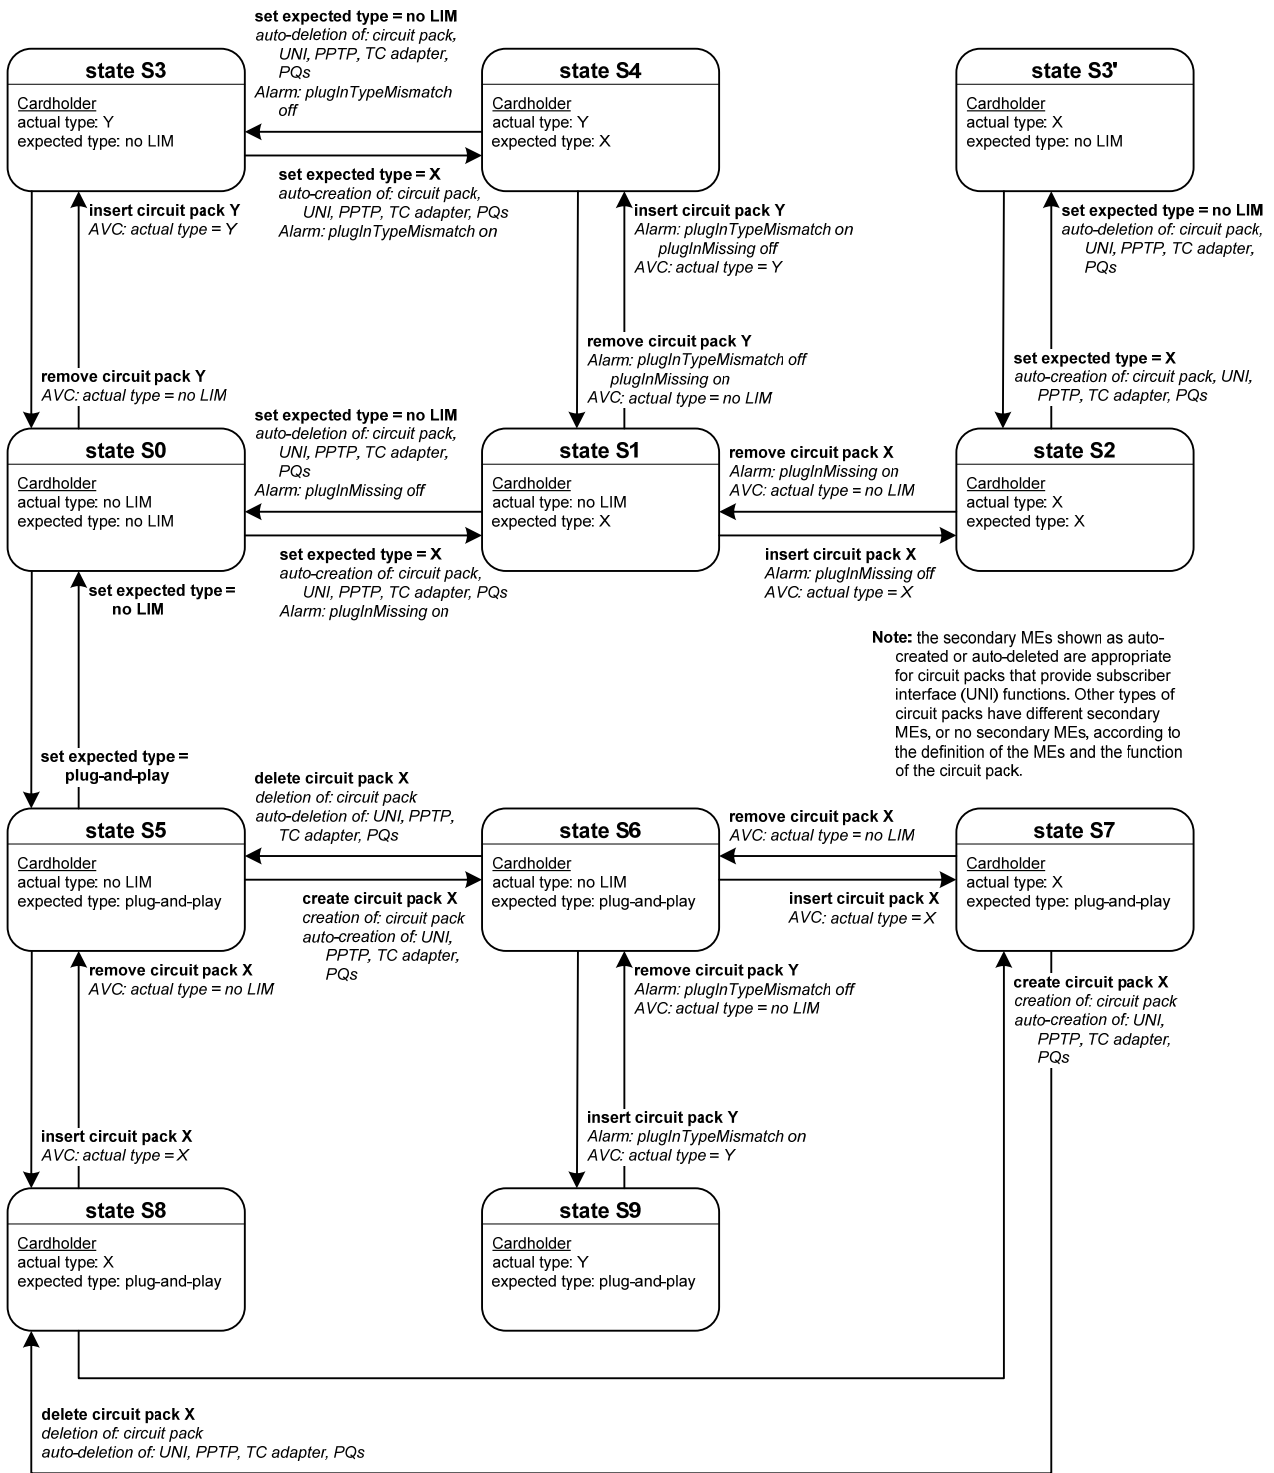 set expected type = no LIM
auto-deletion of: circuit pack,
UNI, PPTP, TC adapter,
PQs
Alarm: plugInTypeMismatch
off
state S3
Cardholder
actual type: Y
expected type: no LIM
state S4
Cardholder
actual type: Y
expected type: X
state S3'
Cardholder
actual type: X
expected type: no LIM
set expected type = X
auto-creation of: circuit pack,
UNI, PPTP, TC adapter, PQs
Alarm: plugInTypeMismatch on
insert circuit pack Y
AVC: actual type = Y
insert circuit pack Y
Alarm: plugInTypeMismatch on
plugInMissing off
AVC: actual type = Y
set expected type = no LIM
auto-deletion of: circuit pack,
UNI, PPTP, TC adapter,
PQs
remove circuit pack Y
AVC: actual type = no LIM
remove circuit pack Y
Alarm: plugInTypeMismatch off
plugInMissing on
AVC: actual type = no LIM
set expected type = X
auto-creation of: circuit pack, UNI,
PPTP, TC adapter, PQs
set expected type = no LIM
auto-deletion of: circuit pack,
UNI, PPTP, TC adapter,
PQs
Alarm: plugInMissing off
state S0
Cardholder
actual type: no LIM
expected type: no LIM
state S1
Cardholder
actual type: no LIM
expected type: X
remove circuit pack X
Alarm: plugInMissing on
AVC: actual type = no LIM
state S2
Cardholder
actual type: X
expected type: X
set expected type = X
auto-creation of: circuit pack,
UNI, PPTP, TC adapter, PQs
Alarm: plugInMissing on
insert circuit pack X
Alarm: plugInMissing off
AVC: actual type = X
set expected type =
no LIM
Note: the secondary MEs shown as auto-
created or auto-deleted are appropriate
for circuit packs that provide subscriber
interface (UNI) functions. Other types of
circuit packs have different secondary
MEs, or no secondary MEs, according to
the definition of the MEs and the function
of the circuit pack.
set expected type =
plug-and-play
delete circuit pack X
deletion of: circuit pack
auto-deletion of: UNI, PPTP,
TC adapter, PQs
state S5
Cardholder
actual type: no LIM
expected type: plug-and-play
state S6
Cardholder
actual type: no LIM
expected type: plug-and-play
remove circuit pack X
AVC: actual type = no LIM
state S7
Cardholder
actual type: X
expected type: plug-and-play
create circuit pack X
creation of: circuit pack
auto-creation of: UNI,
PPTP, TC adapter,
PQs
insert circuit pack X
AVC: actual type = X
remove circuit pack X
AVC: actual type = no LIM
remove circuit pack Y
Alarm: plugInTypeMismatch off
AVC: actual type = no LIM
create circuit pack X
creation of: circuit pack
auto-creation of: UNI,
PPTP, TC adapter,
PQs
insert circuit pack X
AVC: actual type = X
insert circuit pack Y
Alarm: plugInTypeMismatch on
AVC: actual type = Y
state S8
Cardholder
actual type: X
expected type: plug-and-play
state S9
Cardholder
actual type: Y
expected type: plug-and-play
delete circuit pack X
deletion of: circuit pack
auto-deletion of: UNI, PPTP, TC adapter, PQs